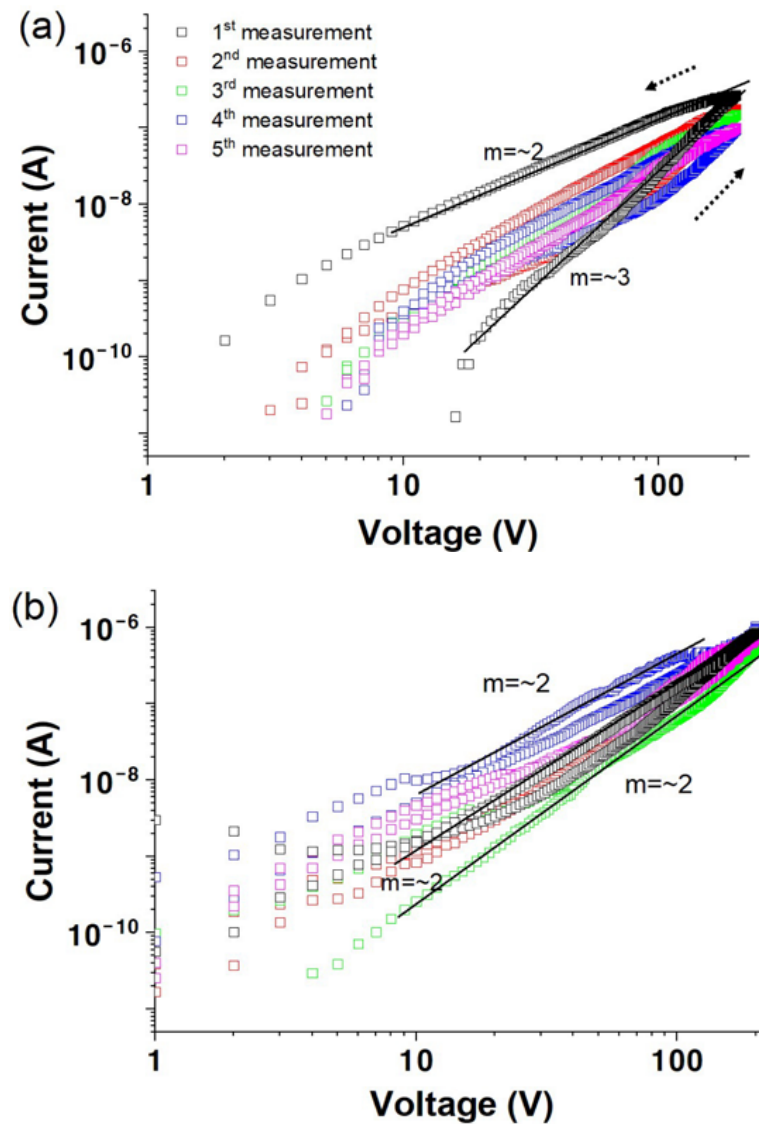 (a)
10⁻⁶
1ˢᵗ measurement
2ⁿᵈ measurement
3ʳᵈ measurement
4ᵗʰ measurement
5ᵗʰ measurement
m=~2
10⁻⁸
m=~3
10⁻¹⁰
Current (A)
1
10
100
Voltage (V)
(b)
10⁻⁶
m=~2
10⁻⁸
m=~2
m=~2
10⁻¹⁰
Current (A)
1
10
100
Voltage (V)